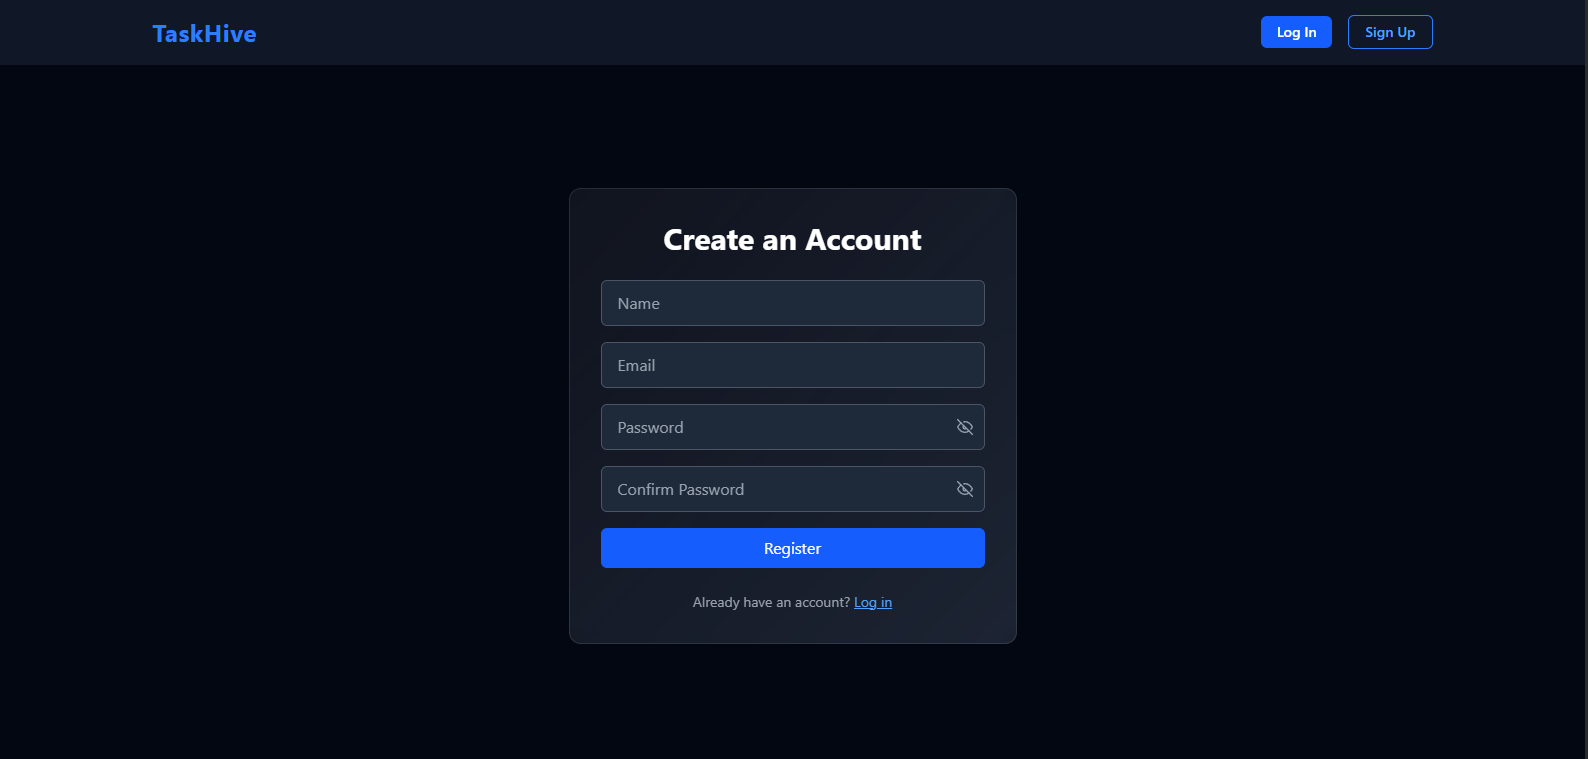 TaskHive
Log In
Sign Up
Create an Account
Name
Email
Password
Confirm Password
Register
Already have an account? Log in